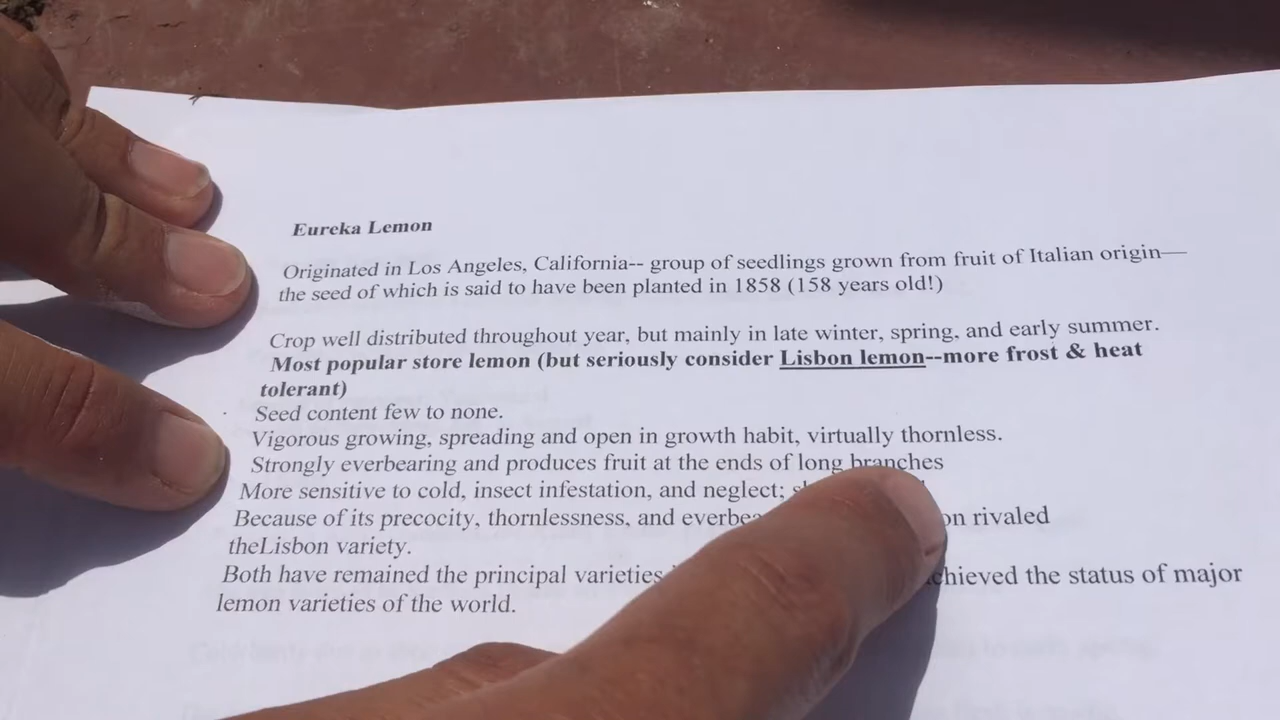 Eureka Lemon
Originated in Los Angeles, California-- group of seedlings grown from fruit of Italian origin—
the seed of which is said to have been planted in 1858 (158 years old!)
Crop well distributed throughout year, but mainly in late winter, spring, and early summer.
Most popular store lemon (but seriously consider Lisbon lemon--more frost & heat
tolerant)
Seed content few to none.
Vigorous growing, spreading and open in growth habit, virtually thornless.
Strongly everbearing and produces fruit at the ends of long branches
More sensitive to cold, insect infestation, and neglect;
Because of its precocity, thornlessness, and rivaled
theLisbon variety.
Both have remained the principal varieties the status of major
lemon varieties of the world.